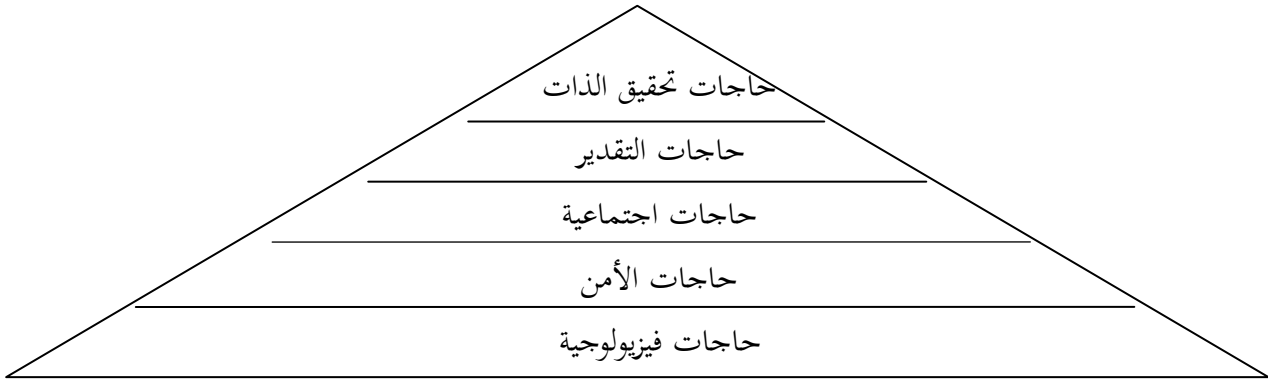 حاجات تحقيق الذات
حاجات التقدير
حاجات اجتماعية
حاجات الأمن
حاجات فيزيولوجية